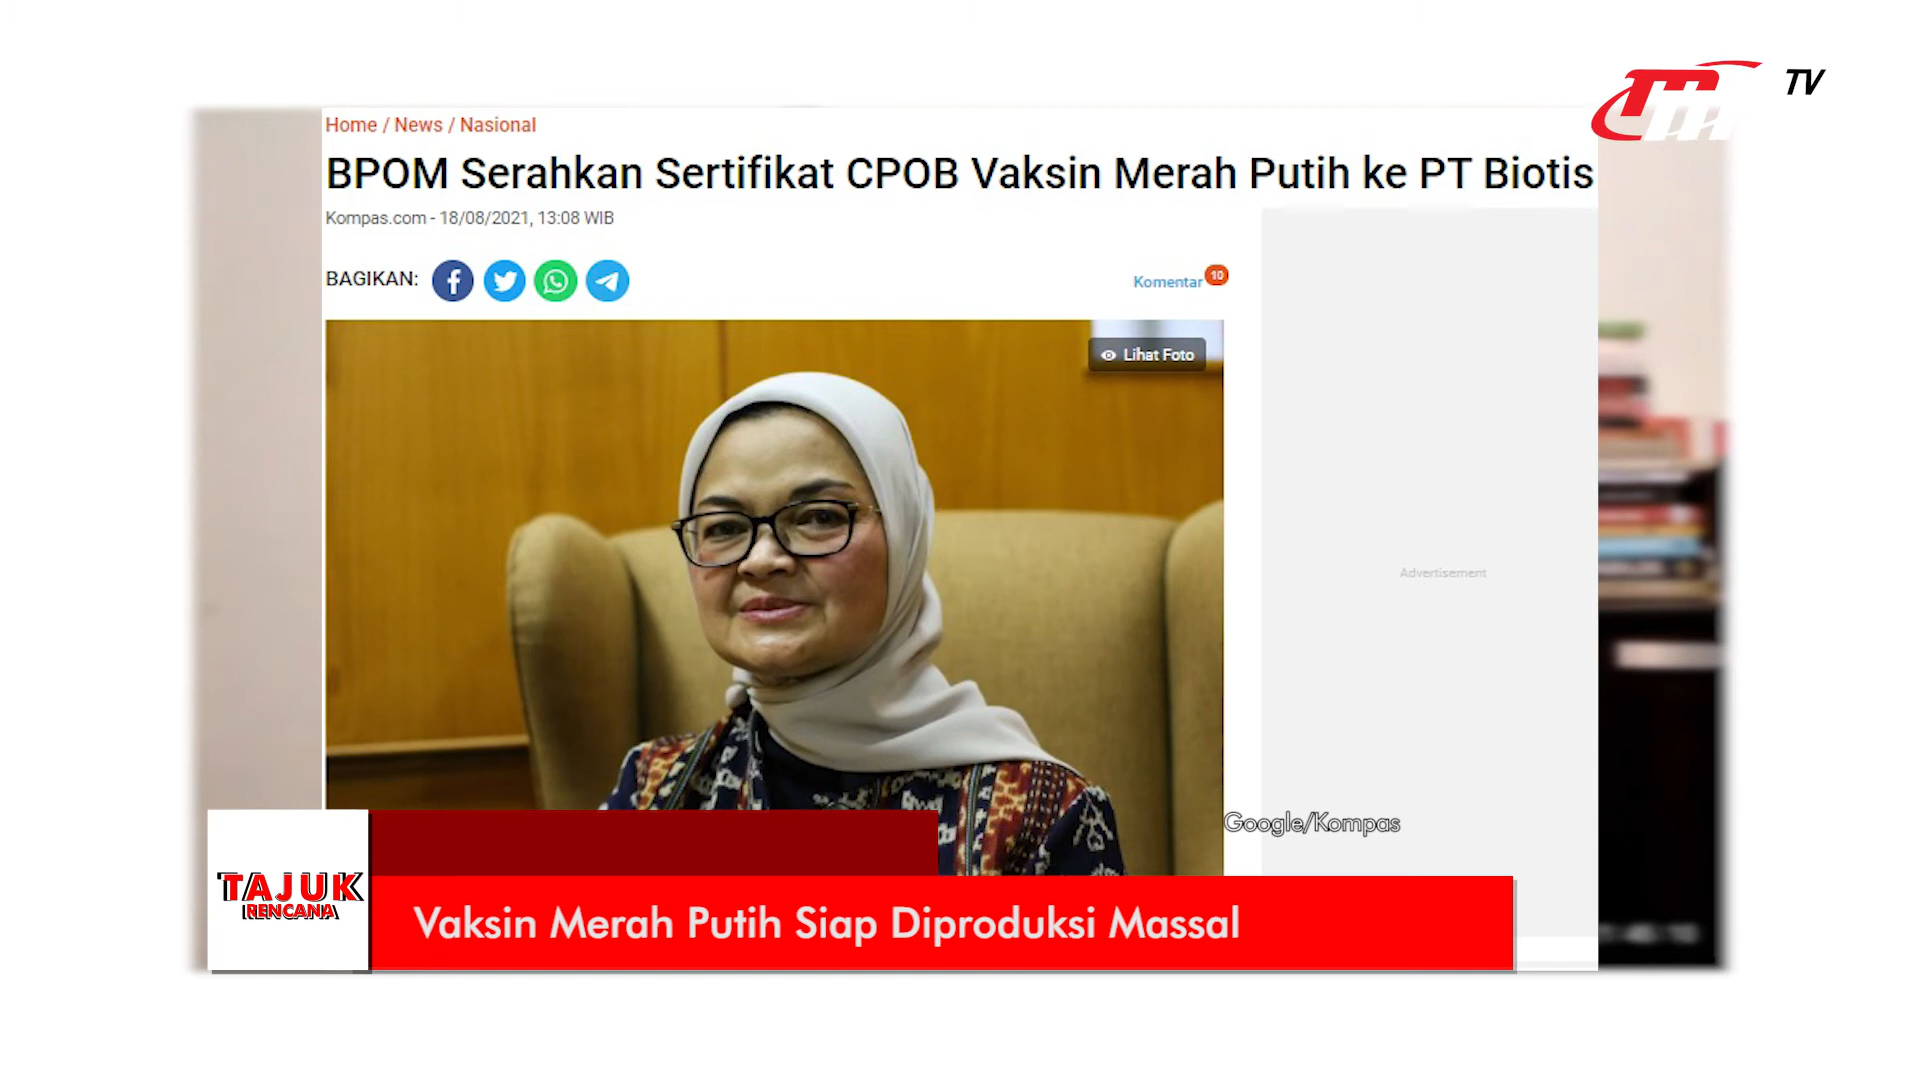 TV
Home / News / Nasional
BPOM Serahkan Sertifikat CPOB Vaksin Merah Putih ke PT Biotis
Kompas.com - 18/08/2021, 13:08 WIB
BAGIKAN:
Komentar 10
Lihat Foto
Advertisement
Google/Kompas
TAJUK
RENCANA
Vaksin Merah Putih Siap Diproduksi Massal